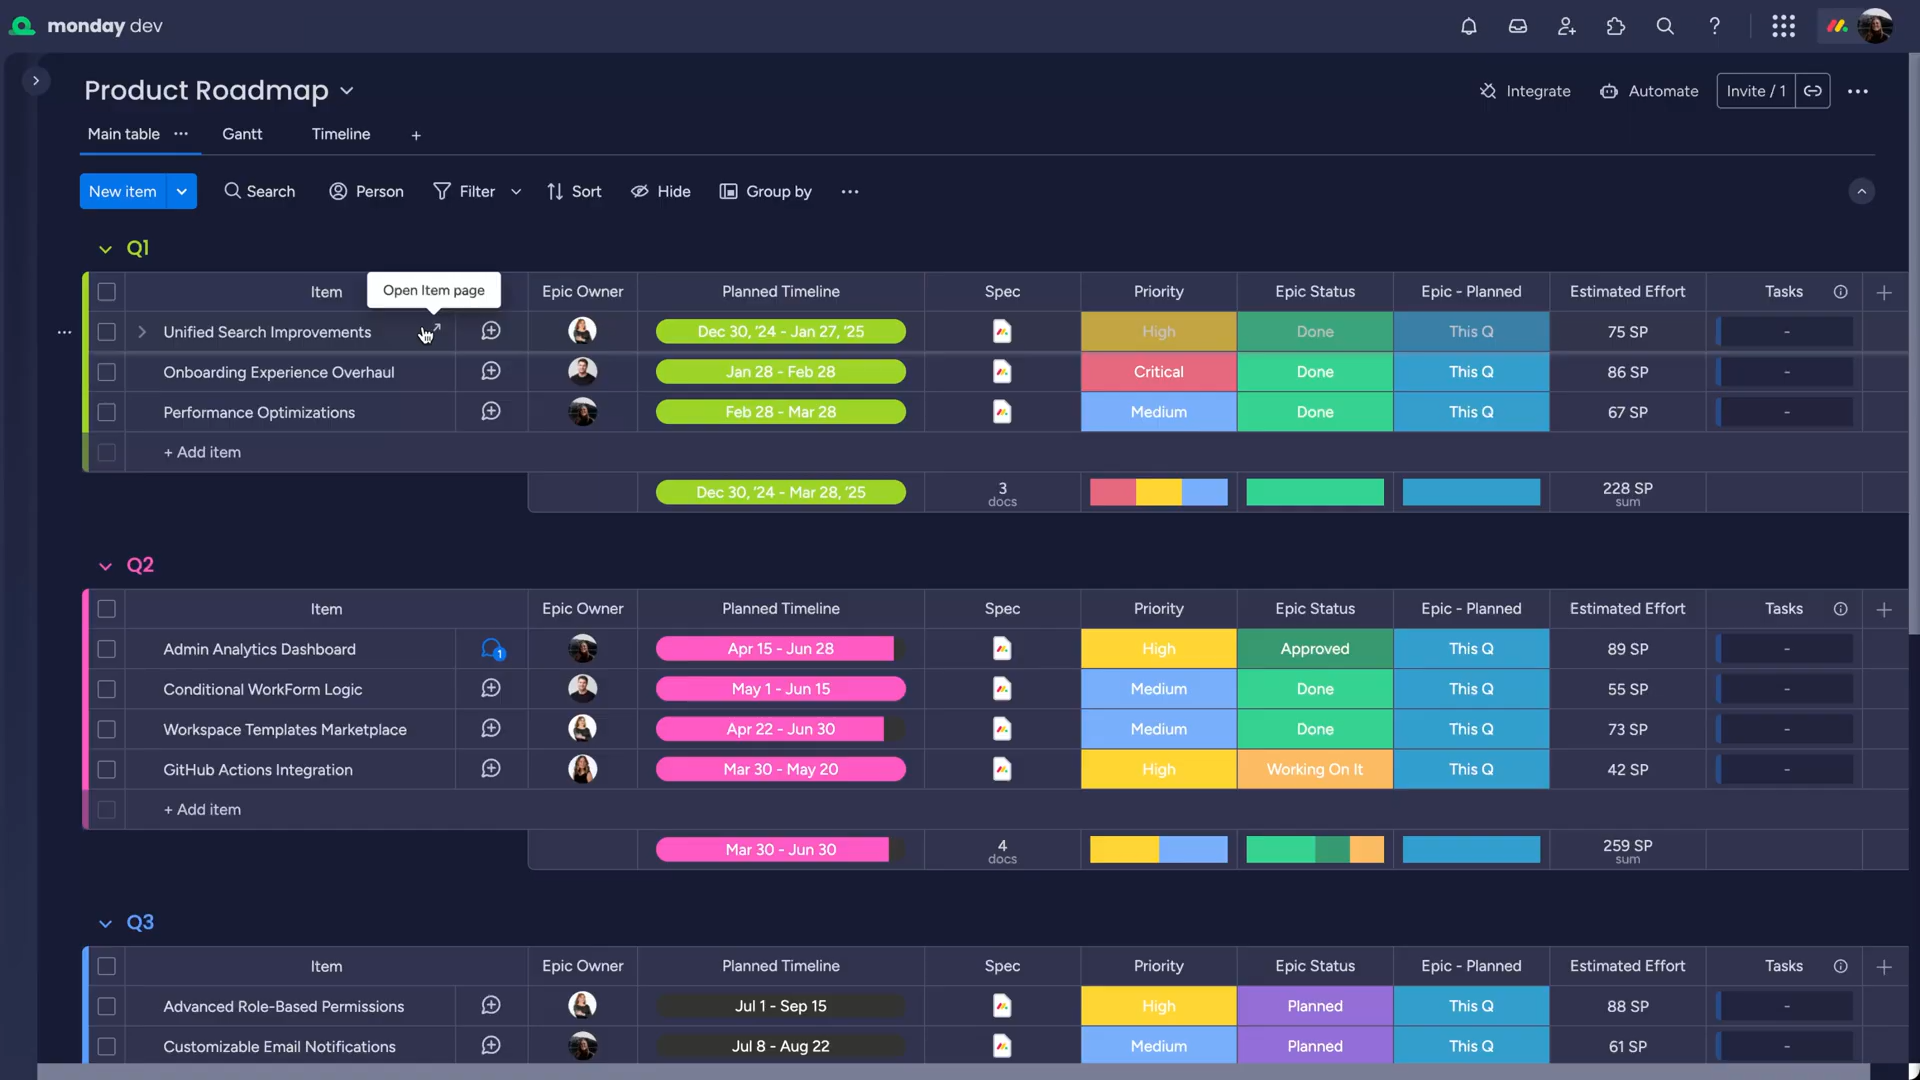 monday dev
Product Roadmap
Integrate
Automate
Invite / 1
Main table
Gantt
Timeline
New item
Search
Person
Filter
Sort
Hide
Group by
Q1
Open Item page
Item Epic Owner Planned Timeline Spec Priority Epic Status Epic - Planned Estimated Effort Tasks
Unified Search Improvements Dec 30, '24 - Jan 27, '25 High Done This Q 75 SP -
Onboarding Experience Overhaul Jan 28 - Feb 28 Critical Done This Q 86 SP -
Performance Optimizations Feb 28 - Mar 28 Medium Done This Q 67 SP -
+ Add item
Dec 30, '24 - Mar 28, '25 3 228 SP
docs sum
Q2
Item Epic Owner Planned Timeline Spec Priority Epic Status Epic - Planned Estimated Effort Tasks
Admin Analytics Dashboard 1 Apr 15 - Jun 28 High Approved This Q 89 SP -
Conditional WorkForm Logic May 1 - Jun 15 Medium Done This Q 55 SP -
Workspace Templates Marketplace Apr 22 - Jun 30 Medium Done This Q 73 SP -
GitHub Actions Integration Mar 30 - May 20 High Working On It This Q 42 SP -
+ Add item
Mar 30 - Jun 30 4 259 SP
docs sum
Q3
Item Epic Owner Planned Timeline Spec Priority Epic Status Epic - Planned Estimated Effort Tasks
Advanced Role-Based Permissions Jul 1 - Sep 15 High Planned This Q 88 SP -
Customizable Email Notifications Jul 8 - Aug 22 Medium Planned This Q 61 SP -